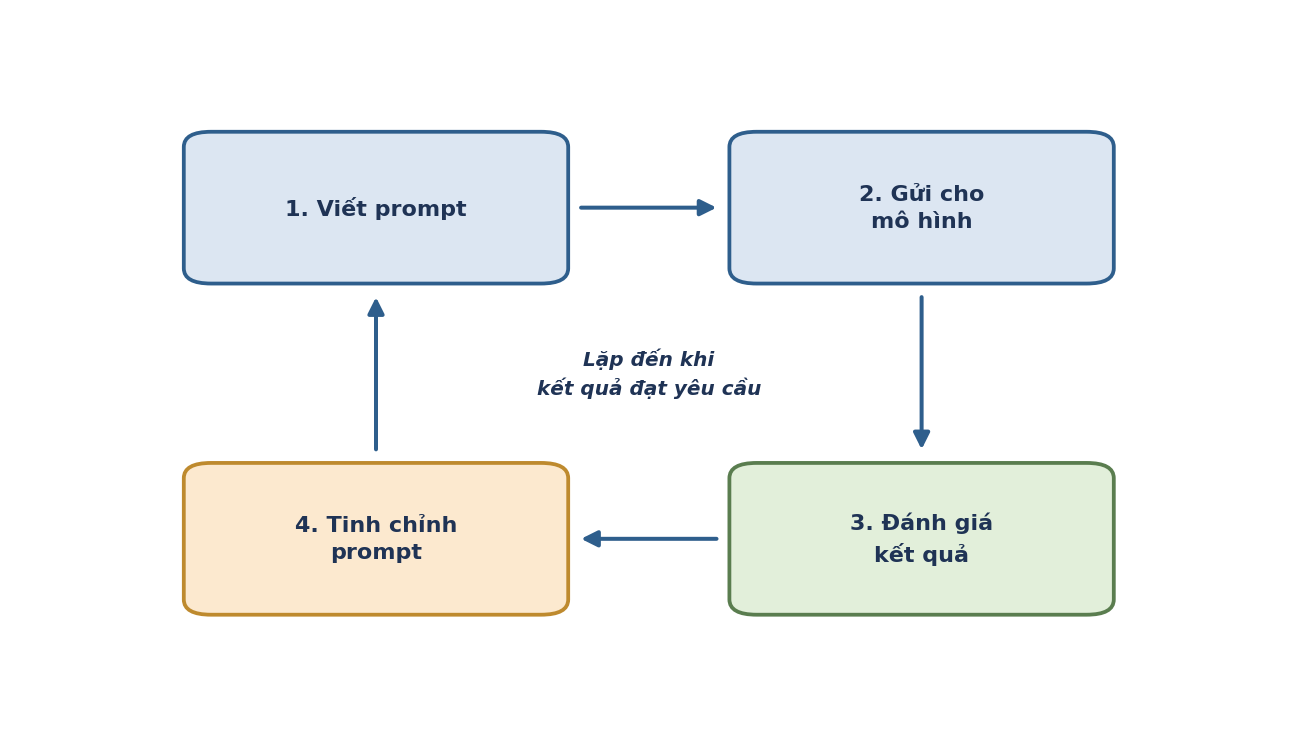 1. Viết prompt
2. Gửi cho
mô hình
Lặp đến khi
kết quả đạt yêu cầu
4. Tinh chỉnh
prompt
3. Đánh giá
kết quả